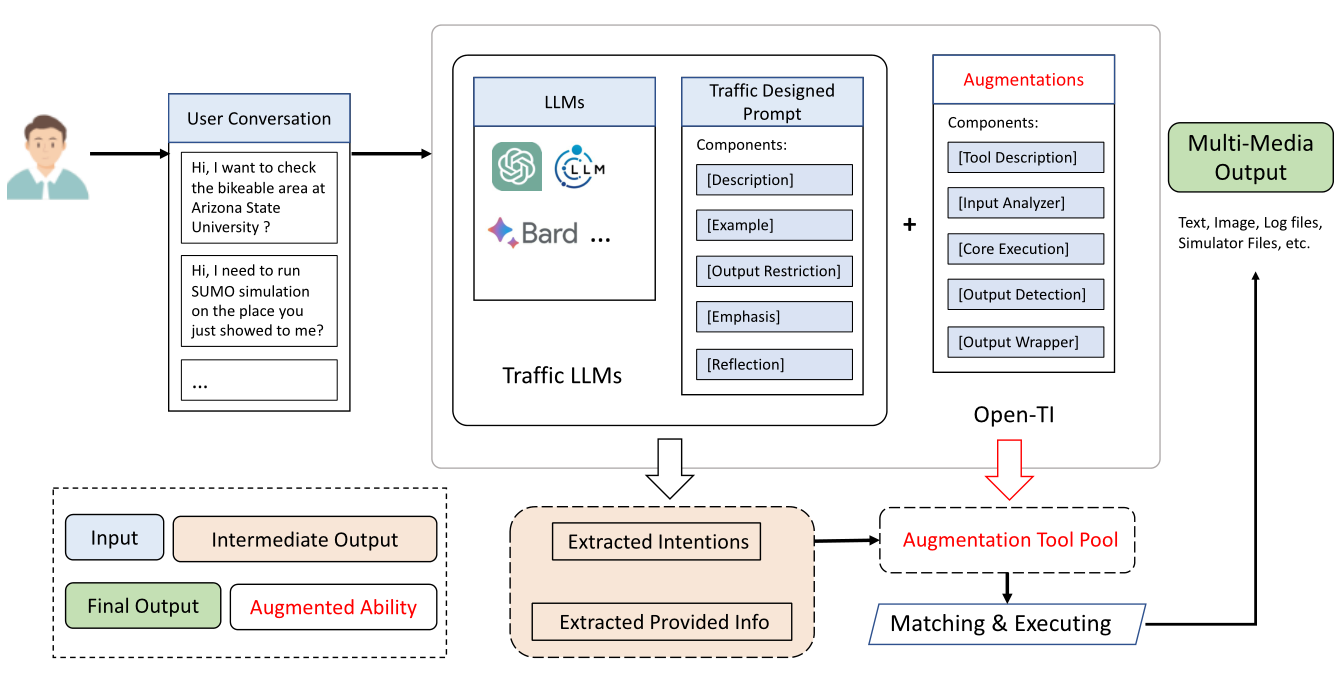 User Conversation
Hi, I want to check
the bikeable area at
Arizona State
University ?
Hi, I need to run
SUMO simulation
on the place you
just showed to me?
...
LLMs
LLM
Bard ...
Traffic LLMs
Traffic Designed
Prompt
Components:
[Description]
[Example]
[Output Restriction]
[Emphasis]
[Reflection]
+
Augmentations
Components:
[Tool Description]
[Input Analyzer]
[Core Execution]
[Output Detection]
[Output Wrapper]
Open-TI
Multi-Media
Output
Text, Image, Log files,
Simulator Files, etc.
Input
Intermediate Output
Final Output
Augmented Ability
Extracted Intentions
Extracted Provided Info
Augmentation Tool Pool
Matching & Executing